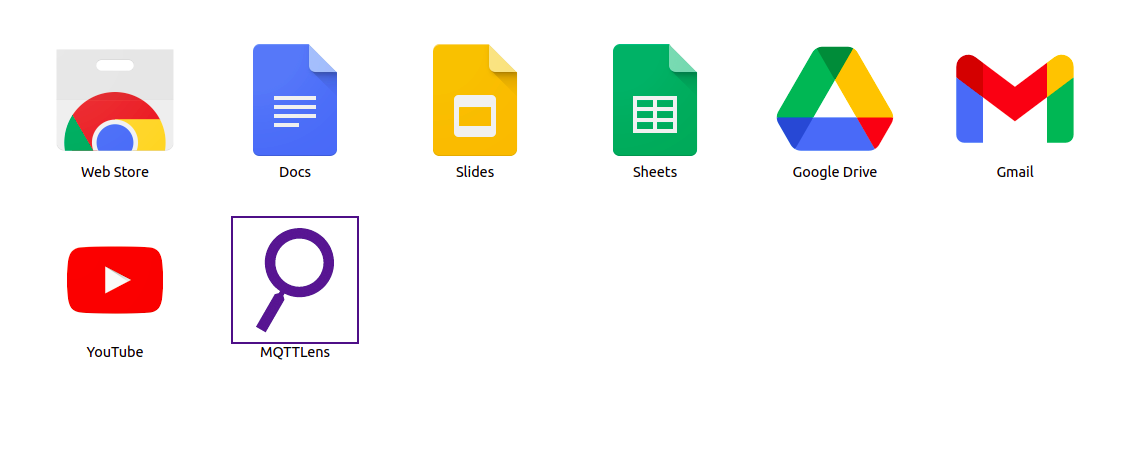 Web Store
Docs
Slides
Sheets
Google Drive
Gmail
YouTube
MQTTLens